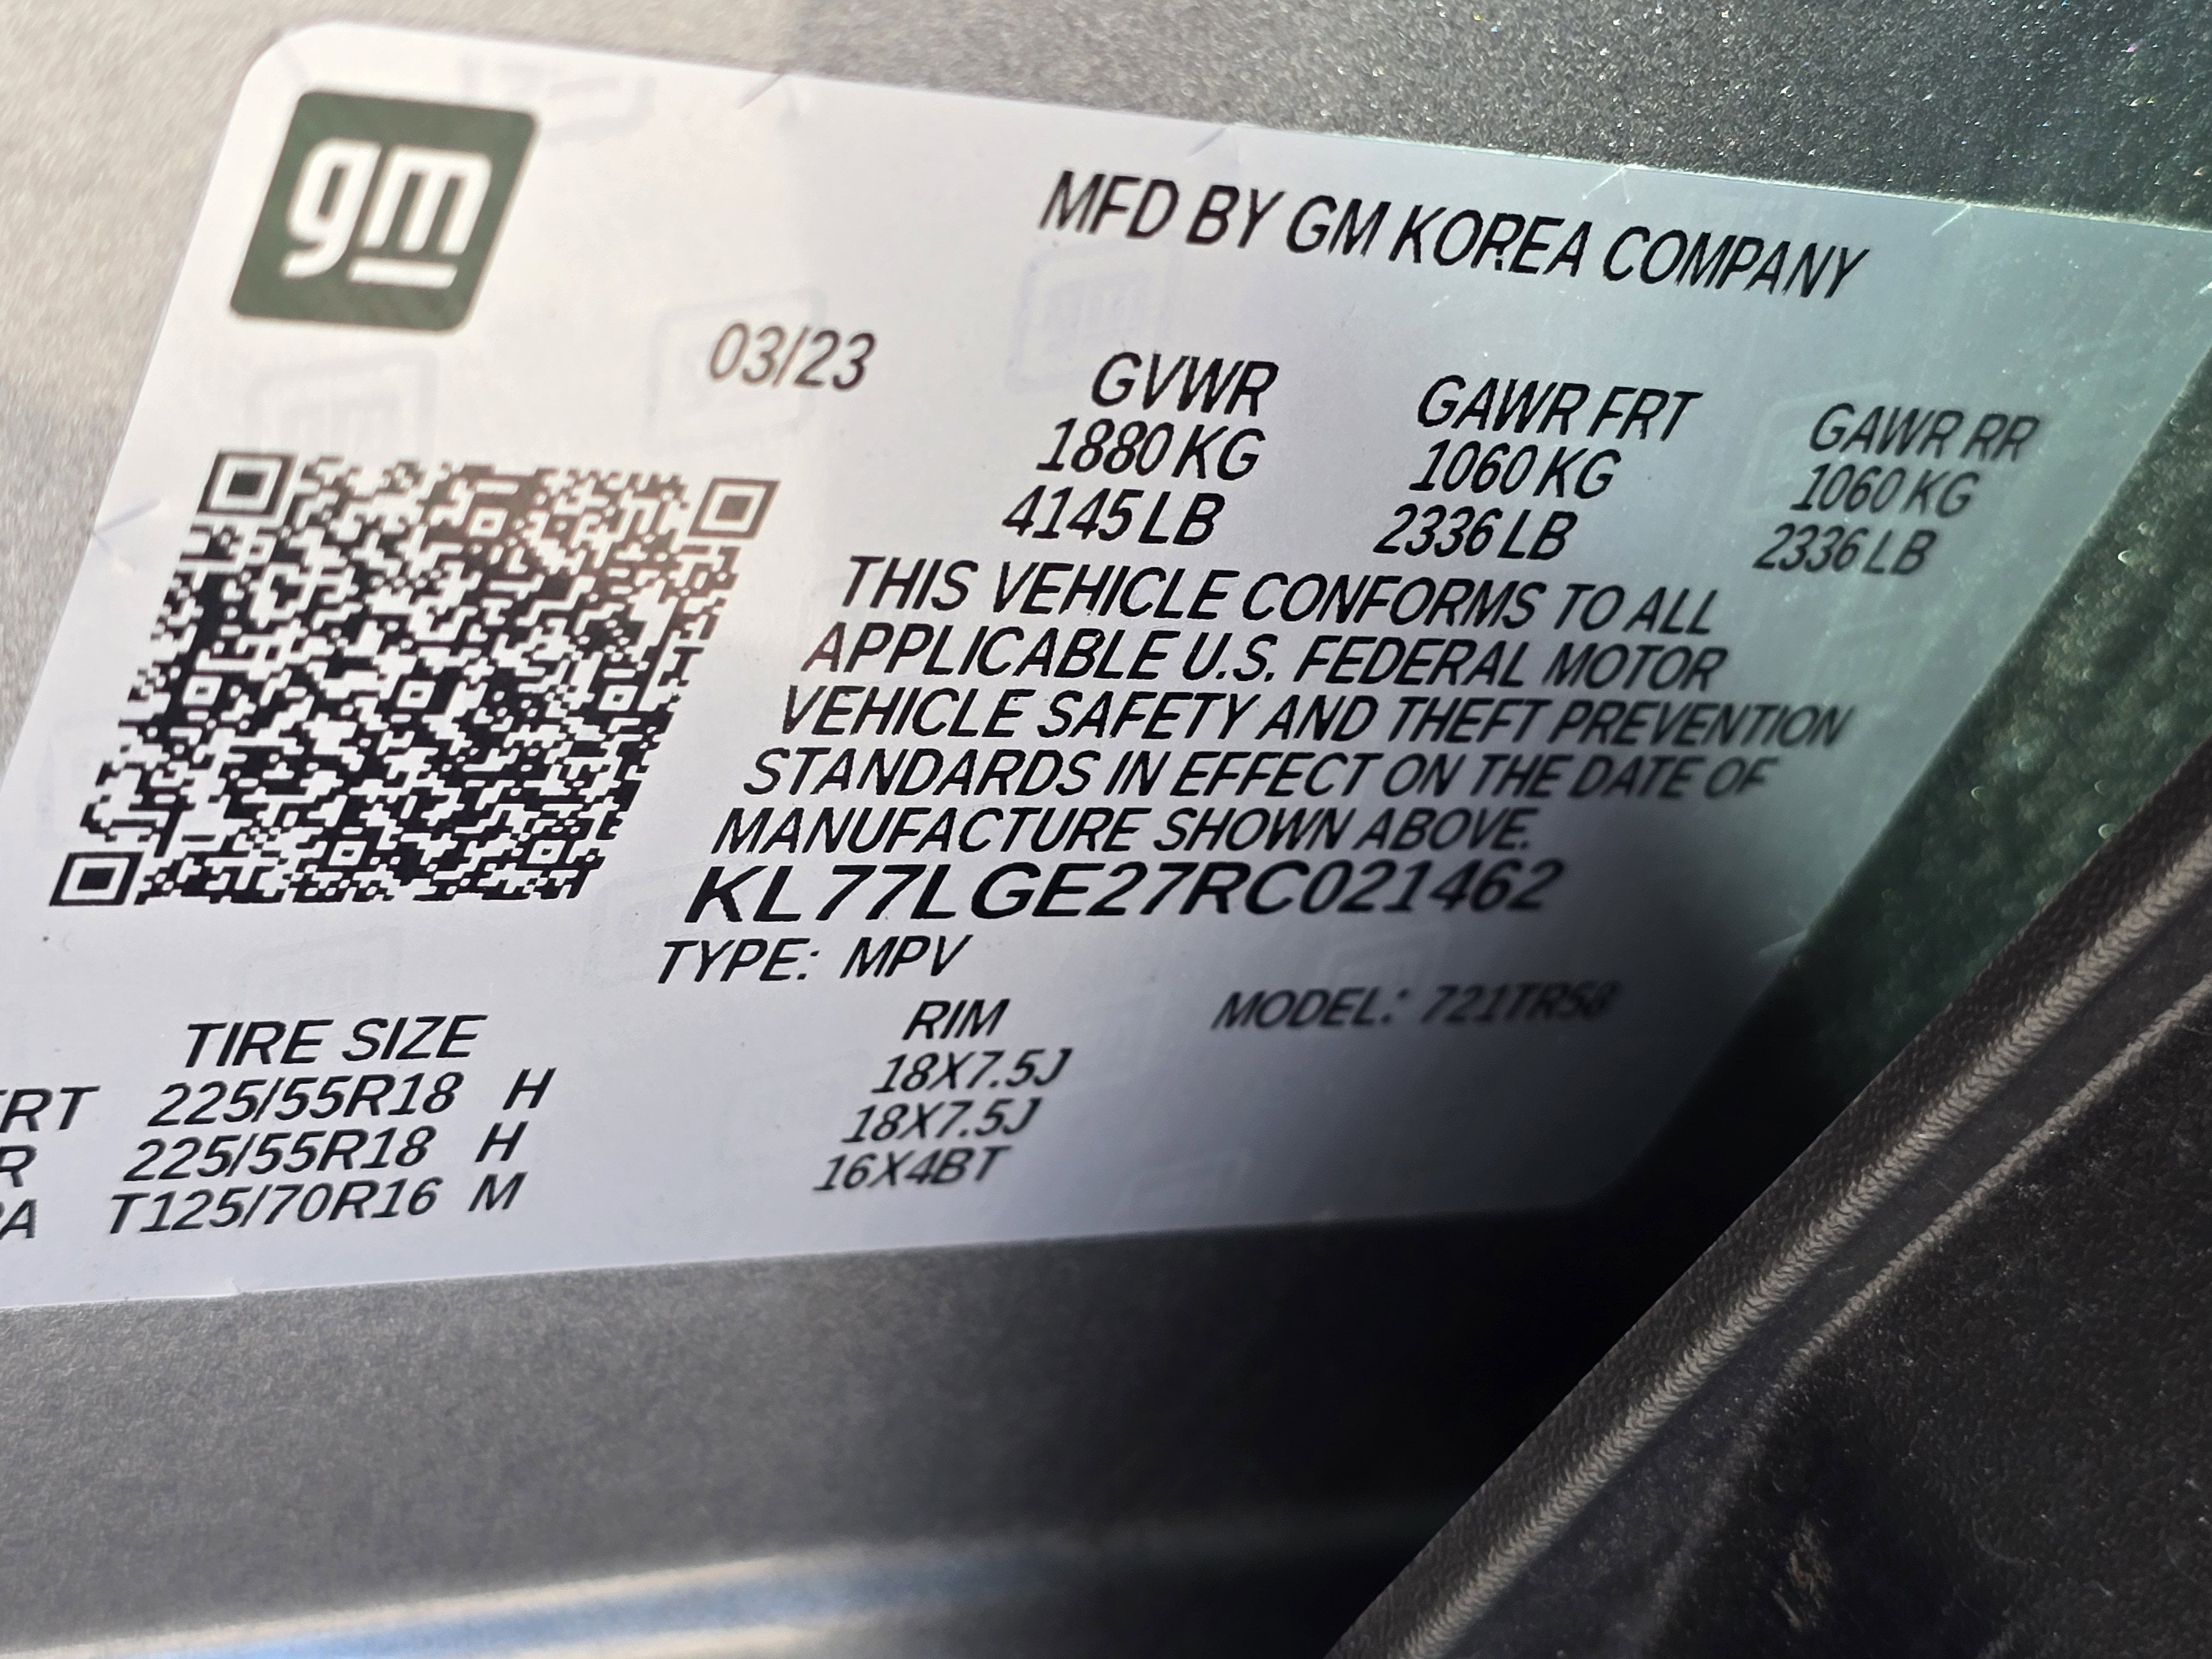 gm
MFD BY GM KOREA COMPANY
03/23
GVWR GAWR FRT GAWR RR
1880 KG 1060 KG 1060 KG
4145 LB 2336 LB 2336 LB
THIS VEHICLE CONFORMS TO ALL
APPLICABLE U.S. FEDERAL MOTOR
VEHICLE SAFETY AND THEFT PREVENTION
STANDARDS IN EFFECT ON THE DATE OF
MANUFACTURE SHOWN ABOVE.
KL77LGE27RC021462
TYPE: MPV
MODEL: 721TR58
TIRE SIZE RIM
FRT 225/55R18 H 18X7.5J
R 225/55R18 H 18X7.5J
T125/70R16 M 16X4BT